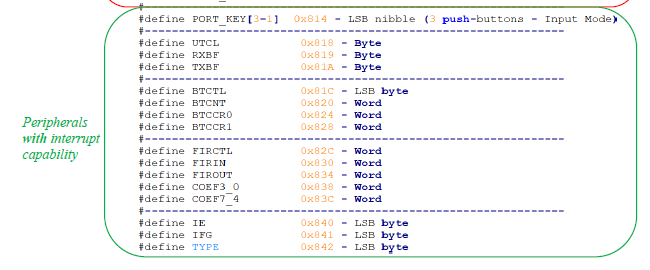 #----------------------------------------------------------------------
#define PORT_KEY[3-1] 0x814 - LSB nibble (3 push-buttons - Input Mode)
#----------------------------------------------------------------------
#define UTCL 0x818 - Byte
#define RXBF 0x819 - Byte
#define TXBF 0x81A - Byte
#----------------------------------------------------------------------
#define BTCTL 0x81C - LSB byte
#define BTCNT 0x820 - Word
#define BTCCR0 0x824 - Word
#define BTCCR1 0x828 - Word
#----------------------------------------------------------------------
#define FIRCTL 0x82C - Word
#define FIRIN 0x830 - Word
#define FIROUT 0x834 - Word
#define COEF3_0 0x838 - Word
#define COEF7_4 0x83C - Word
#----------------------------------------------------------------------
#define IE 0x840 - LSB byte
#define IFG 0x841 - LSB byte
#define TYPE 0x842 - LSB byte
Peripherals
with interrupt
capability